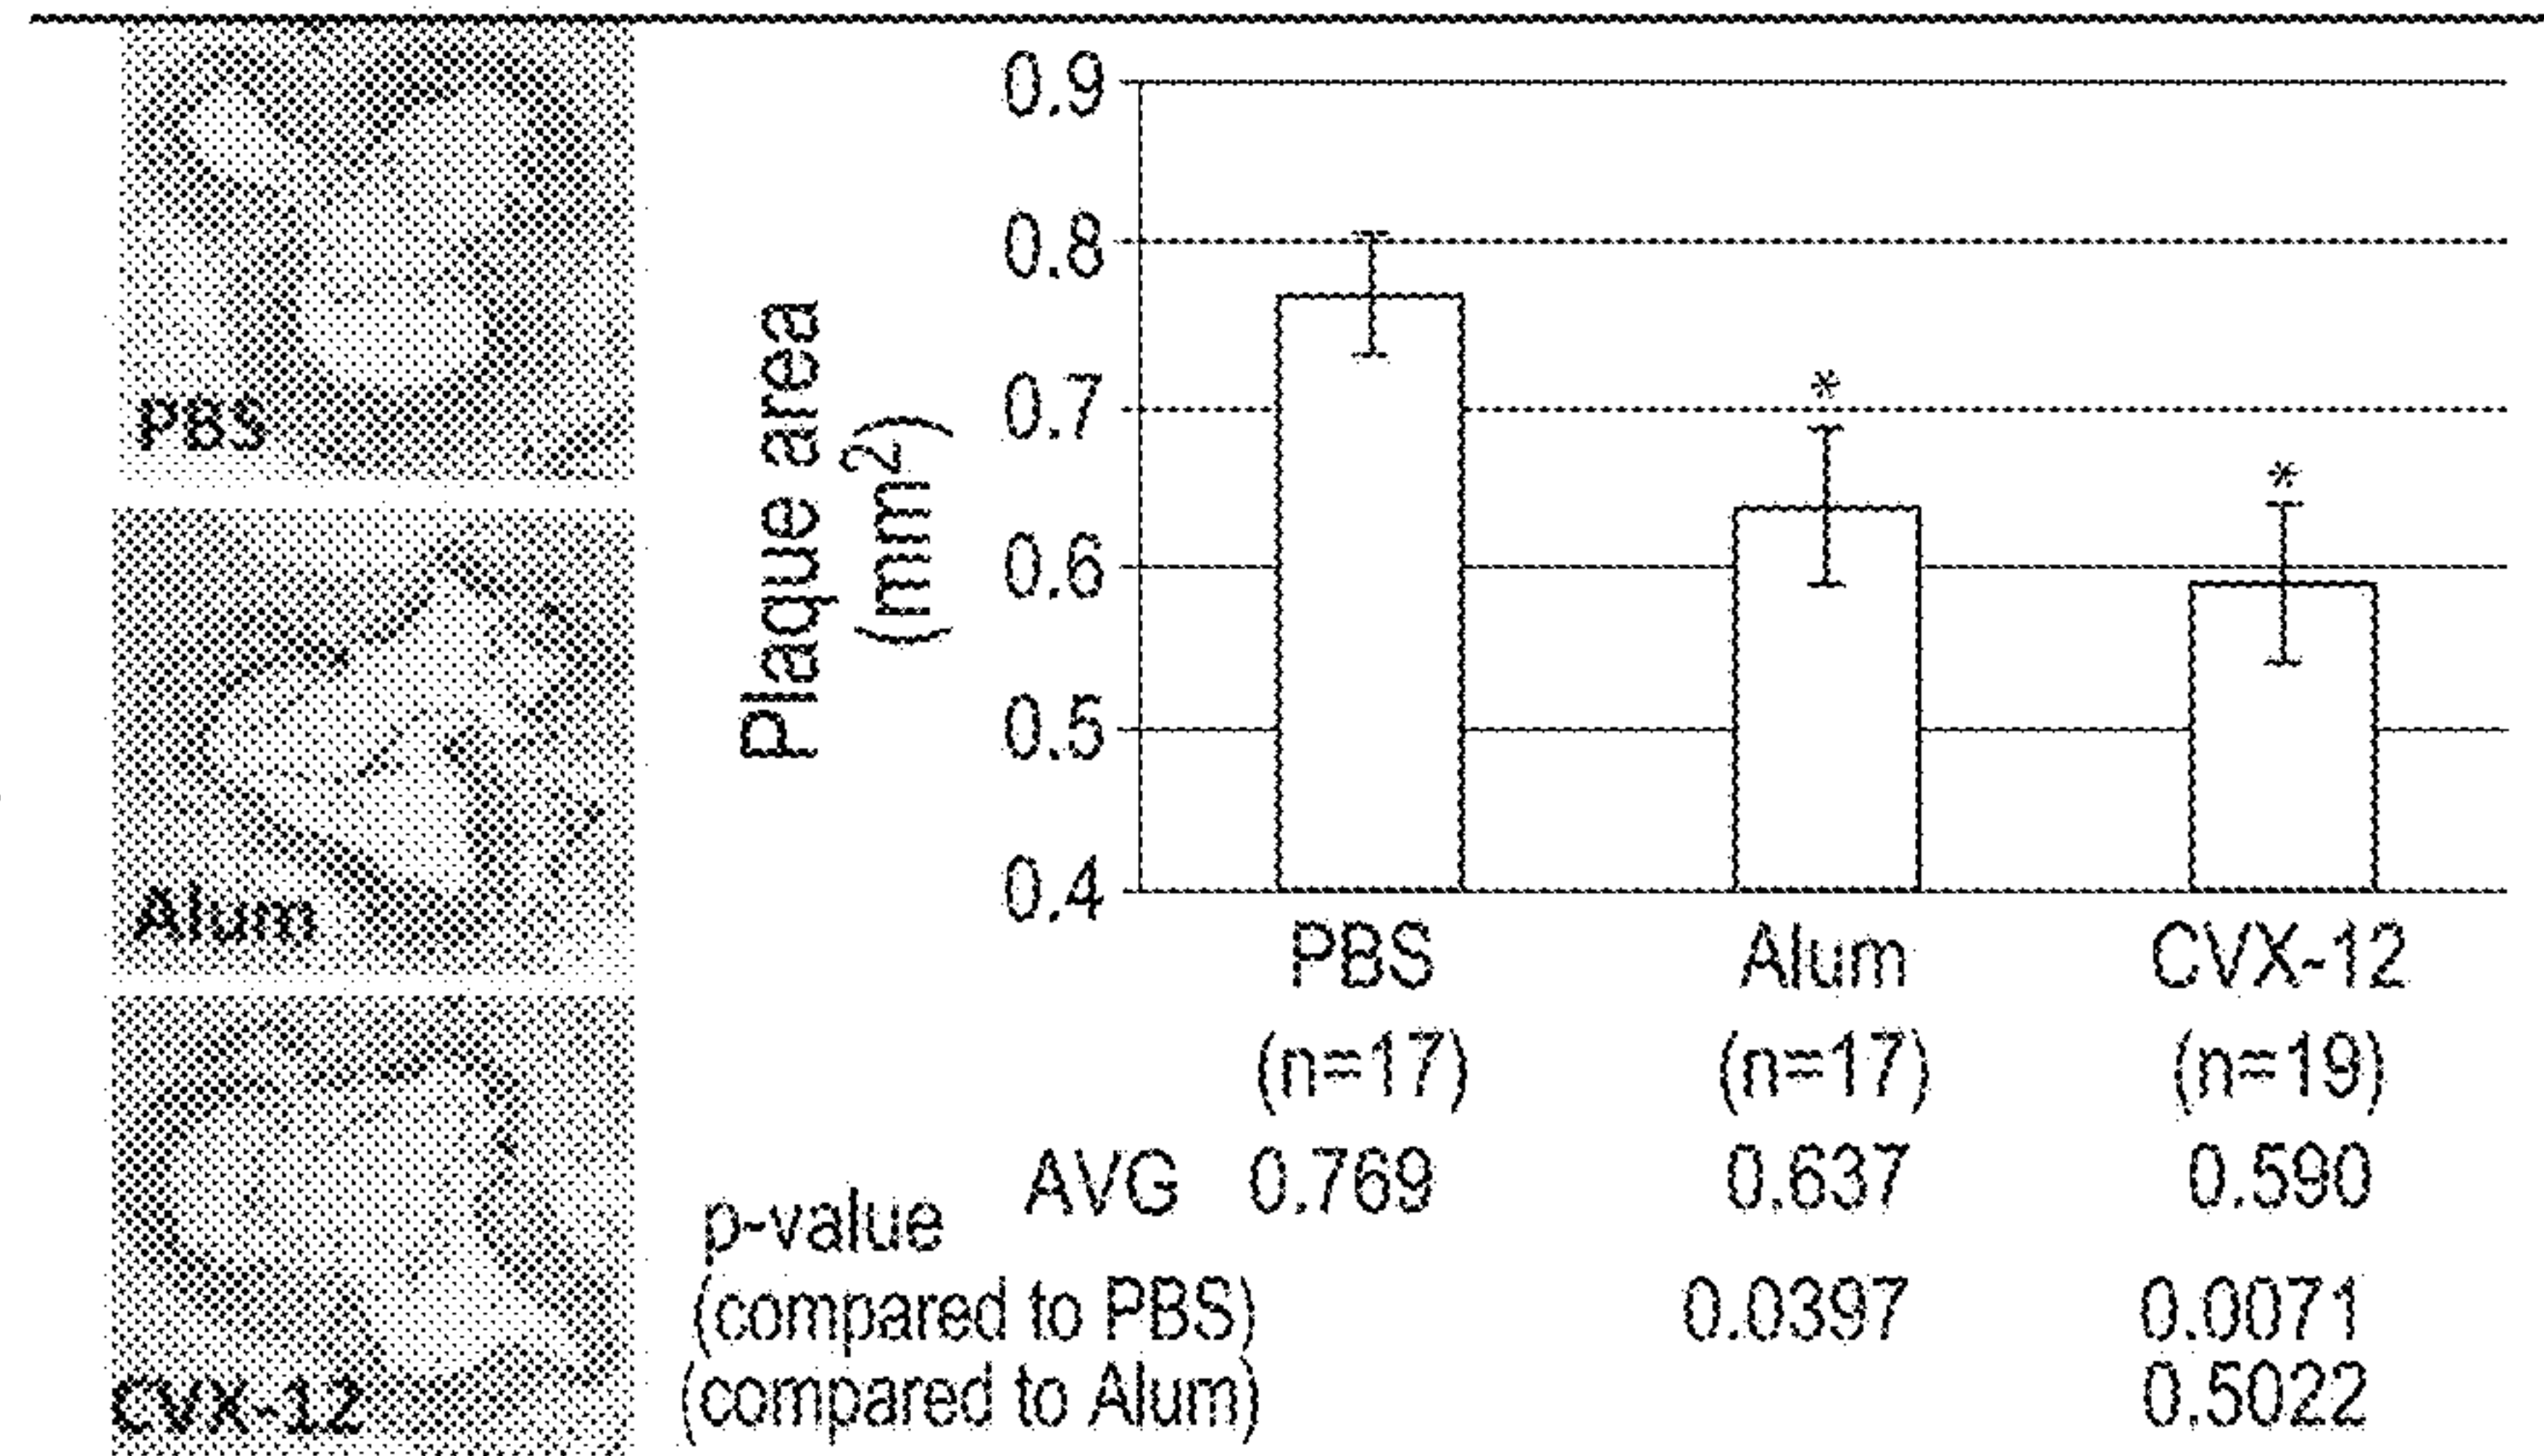 PBS
Alum
CVX-12
Plaque area
(mm²)
0.9
0.8
0.7
0.6
0.5
0.4
*
*
PBS Alum CVX-12
(n=17) (n=17) (n=19)
AVG 0.769 0.637 0.590
p-value
(compared to PBS) 0.0397 0.0071
(compared to Alum) 0.5022